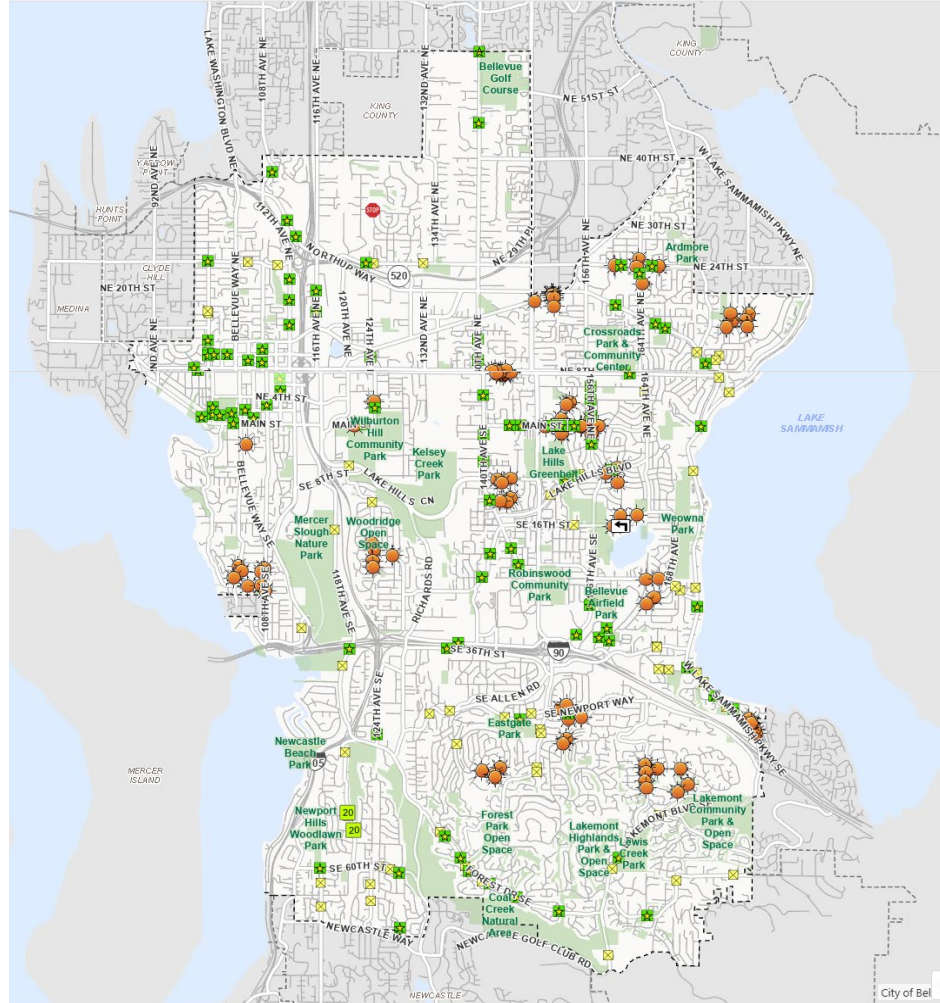 LAKE WASHINGTON BLVD NE
108TH AVE NE
116TH AVE NE
132ND AVE NE
KING
COUNTY
Bellevue
Golf
Course
NE 51ST ST
KING
COUNTY
W LAKE SAMMAMISH PKWY NE
92ND AVE NE
YARROW
POINT
NE 40TH ST
HUNTS
POINT
112TH AVE NE
STOP
134TH AVE NE
NE 29TH PL
156TH AVE NE
NE 30TH ST
Ardmore
Park
NE 24TH ST
CLYDE
HILL
NE 20TH ST
MEDINA
BELLEVUE WAY NE
NORTHUP WAY
520
116TH AVE NE
120TH AVE NE
124TH AVE N
132ND AVE NE
Crossroads
Park &
Community
Center
164TH AVE NE
NE 4TH ST
MAIN ST
Wilburton
Hill
Community
Park
Kelsey
Creek
Park
MAIN ST
Lake
Hills
Greenbelt
LAKE
SAMMAMISH
BELLEVUE WAY SE
SE 8TH ST
LAKE HILLS CN
140TH AVE SE
LAKE HILLS BLVD
Mercer
Slough
Nature
Park
Woodridge
Open
Space
SE 16TH ST
Weowna
Park
168TH AVE
108TH AVE SE
118TH AVE SE
RICHARDS RD
Robinswood
Community
Park
Bellevue
Airfield
Park
SE 36TH ST
90
W LAKE SAMMAMISH PKWY SE
124TH AVE SE
SE ALLEN RD
SE NEWPORT WAY
Eastgate
Park
Newcastle
Beach
Park
05
MERCER
ISLAND
20
20
Newport
Hills
Woodlawn
Park
Forest
Park
Open
Space
Lakemont
Highlands
Park &
Open
Space
Lewis
Creek
Park
Lakemont
Community
Park &
Open
Space
SE 60TH ST
FOREST DR SE
Coal
Creek
Natural
Area
NEWCASTLE WAY
NEWCASTLE GOLF CLUB RD
NEWCASTLE
City of Bel